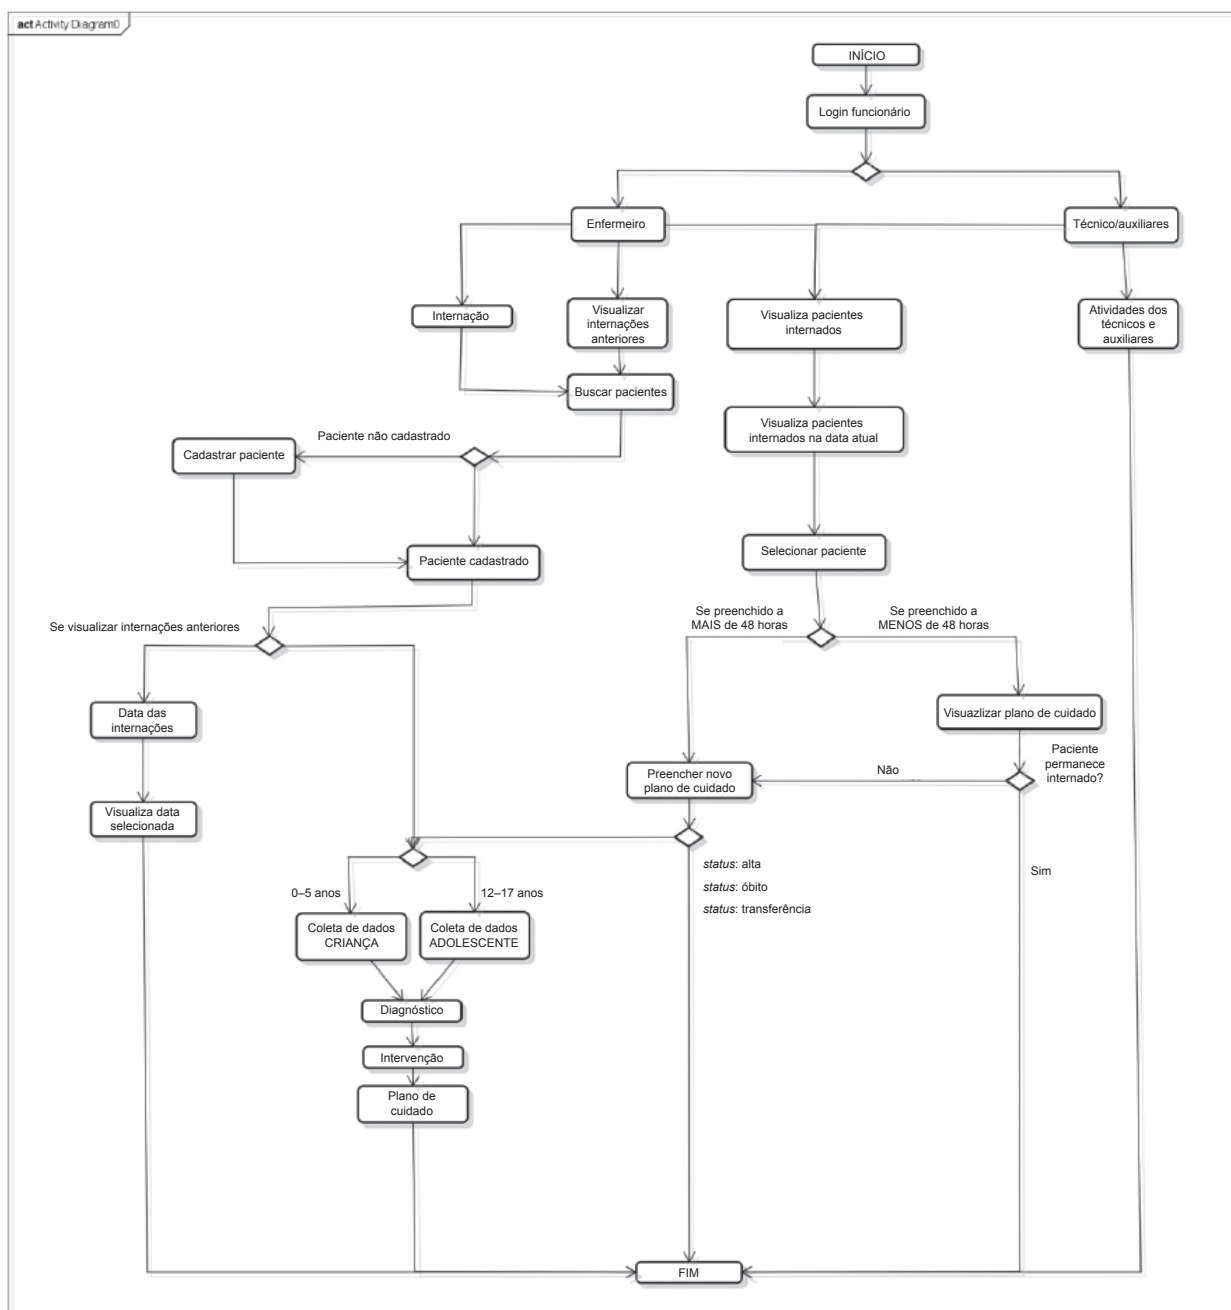 act Activity Diagram0
INÍCIO
Login funcionário
Enfermeiro
Técnico/auxiliares
Internação
Visualizar
internações
anteriores
Visualiza pacientes
internados
Atividades dos
técnicos e
auxiliares
Buscar pacientes
Visualiza pacientes
internados na data atual
Paciente não cadastrado
Cadastrar paciente
Selecionar paciente
Paciente cadastrado
Se visualizar internações anteriores
Se preenchido a
MAIS de 48 horas
Se preenchido a
MENOS de 48 horas
Data das
internações
Visuazlizar plano de cuidado
Paciente
permanece
internado?
Não
Preencher novo
plano de cuidado
Visualiza data
selecionada
status: alta
status: óbito
status: transferência
Sim
0–5 anos
12–17 anos
Coleta de dados
CRIANÇA
Coleta de dados
ADOLESCENTE
Diagnóstico
Intervenção
Plano de
cuidado
FIM